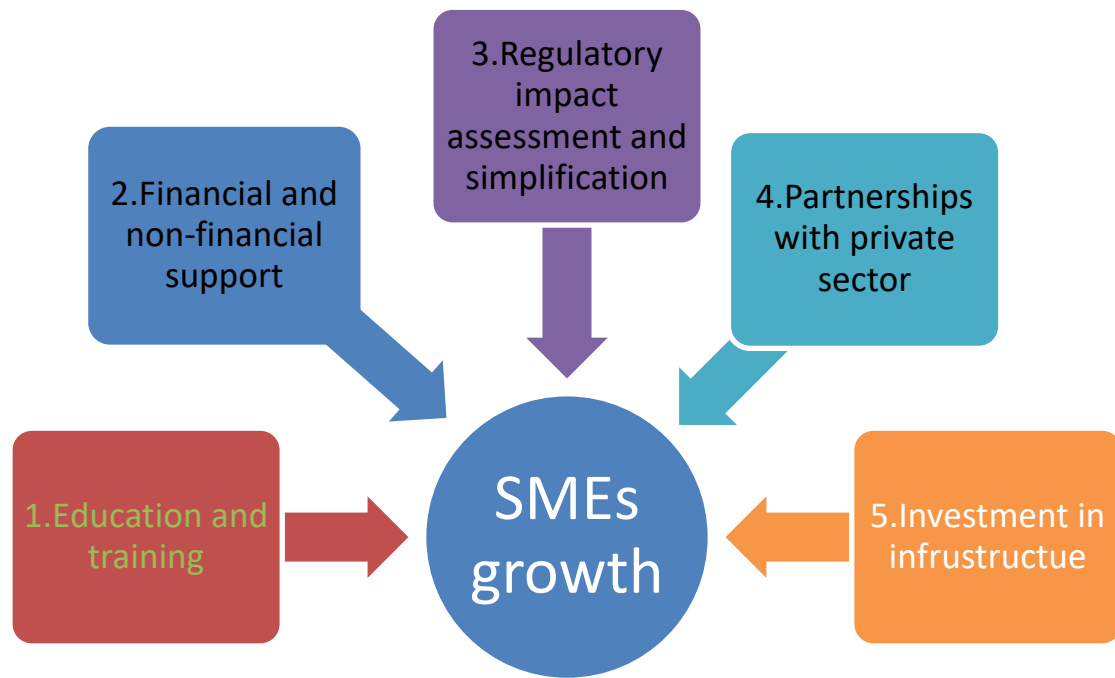 1.Education and
training
2.Financial and
non-financial
support
3.Regulatory
impact
assessment and
simplification
4.Partnerships
with private
sector
5.Investment in
infrustructue
SMEs
growth